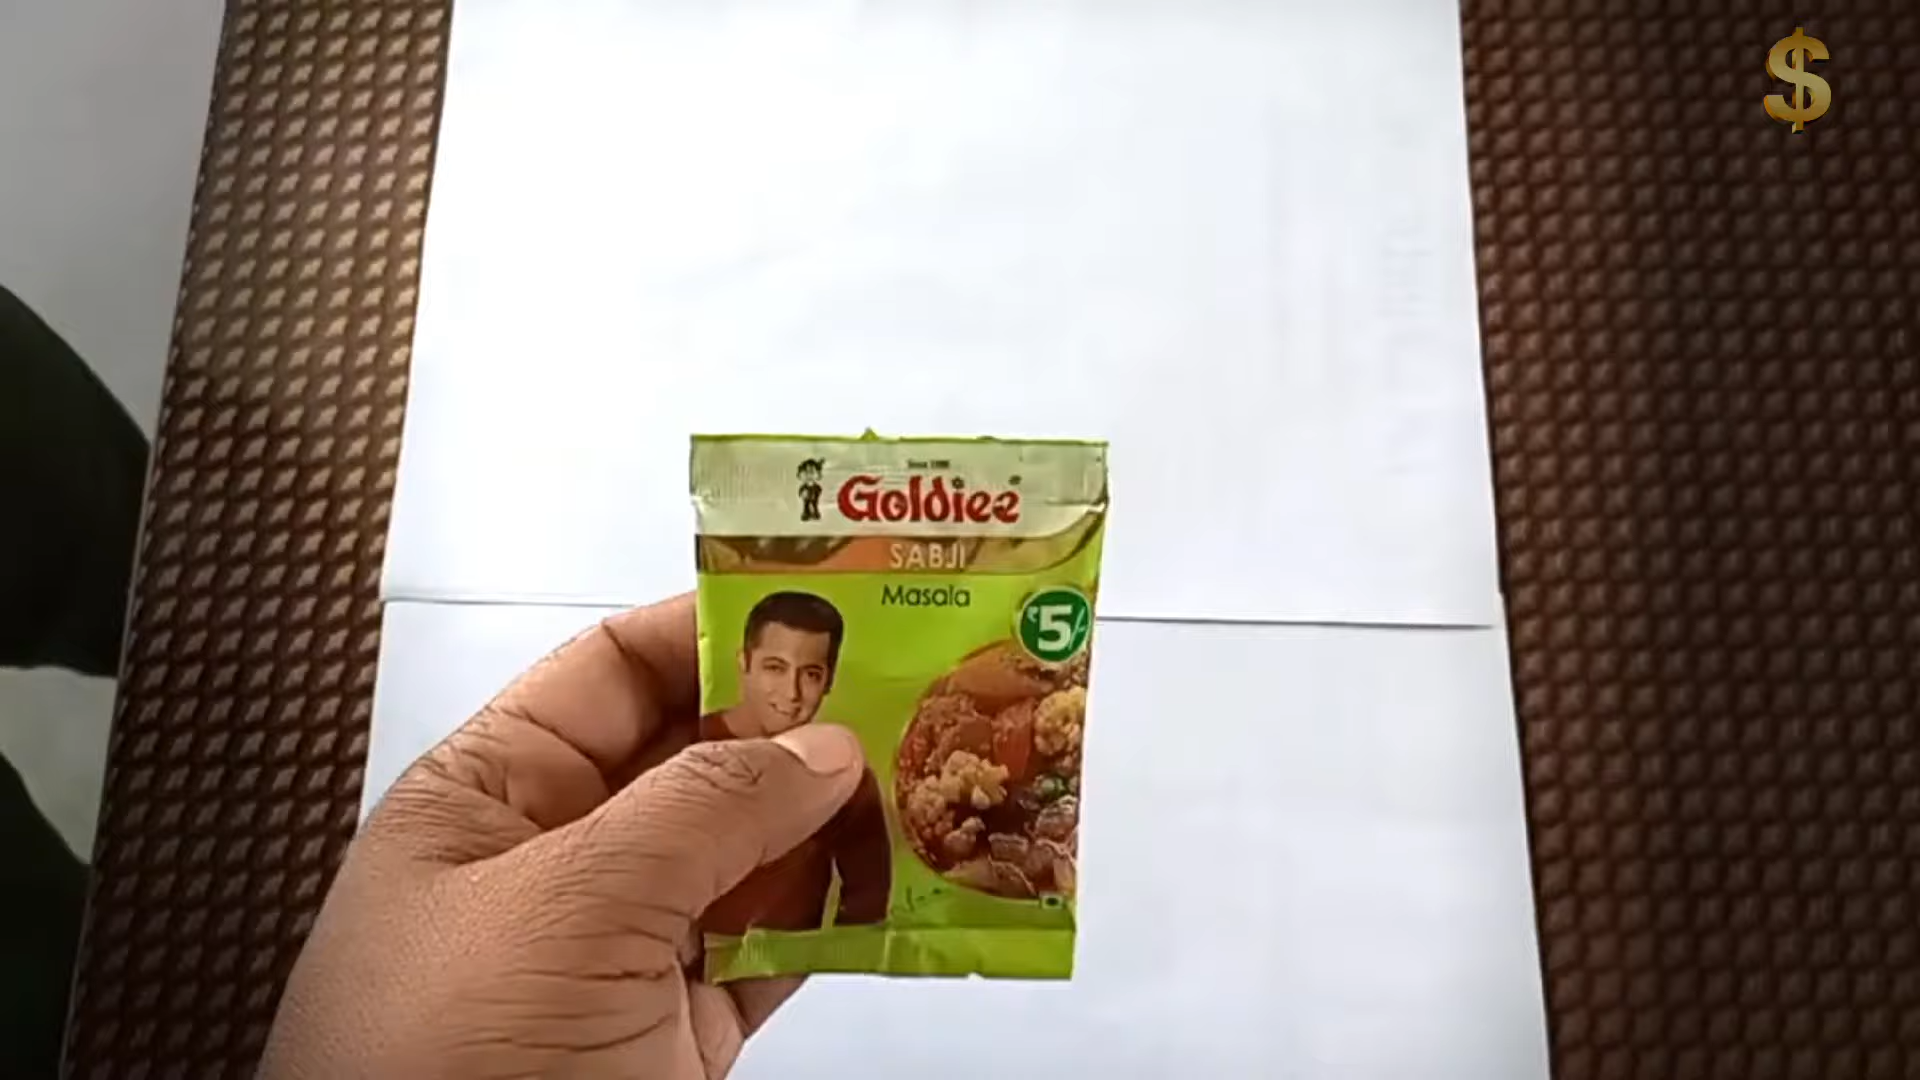 $
Since 1980
Goldiee
SABJI
Masala
₹5/-